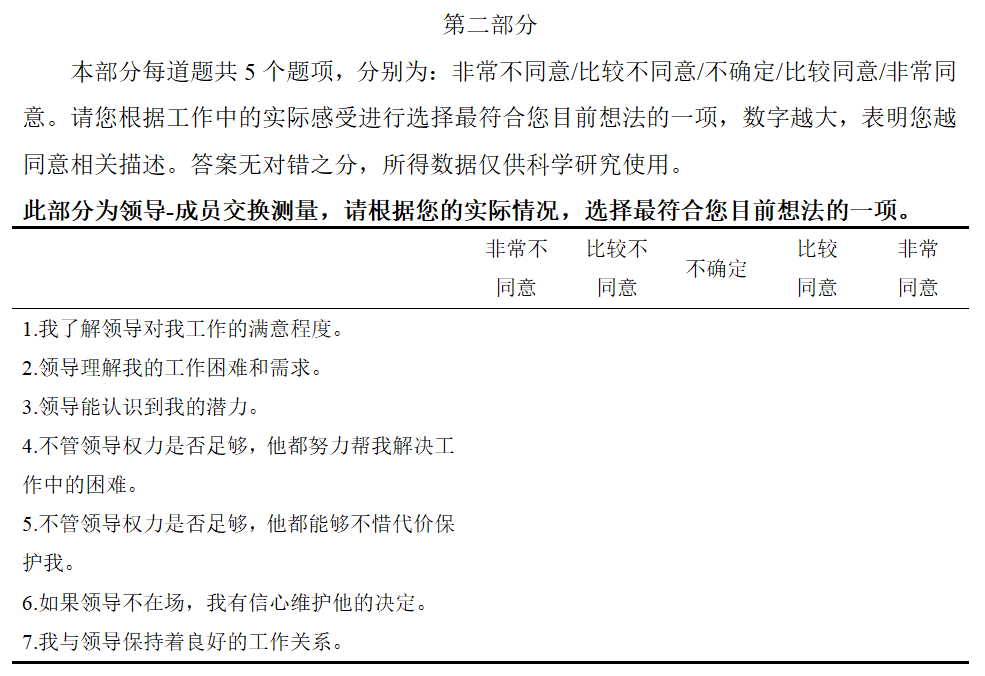 第二部分
本部分每道题共 5 个题项，分别为：非常不同意/比较不同意/不确定/比较同意/非常同
意。请您根据工作中的实际感受进行选择最符合您目前想法的一项，数字越大，表明您越
同意相关描述。答案无对错之分，所得数据仅供科学研究使用。
此部分为领导-成员交换测量，请根据您的实际情况，选择最符合您目前想法的一项。
非常不 比较不 不确定 比较 非常
同意 同意 同意 同意
1.我了解领导对我工作的满意程度。
2.领导理解我的工作困难和需求。
3.领导能认识到我的潜力。
4.不管领导权力是否足够，他都努力帮我解决工
作中的困难。
5.不管领导权力是否足够，他都能够不惜代价保
护我。
6.如果领导不在场，我有信心维护他的决定。
7.我与领导保持着良好的工作关系。